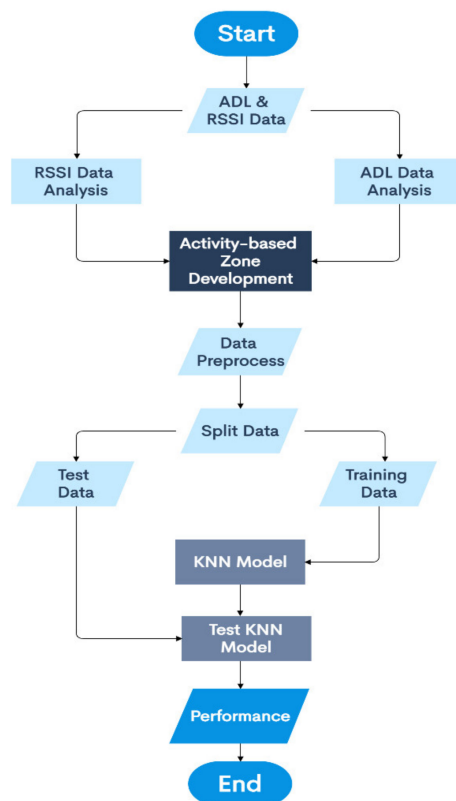 Start
ADL &
RSSI Data
RSSI Data
Analysis
ADL Data
Analysis
Activity-based
Zone
Development
Data
Preprocess
Split Data
Test
Data
Training
Data
KNN Model
Test KNN
Model
Performance
End